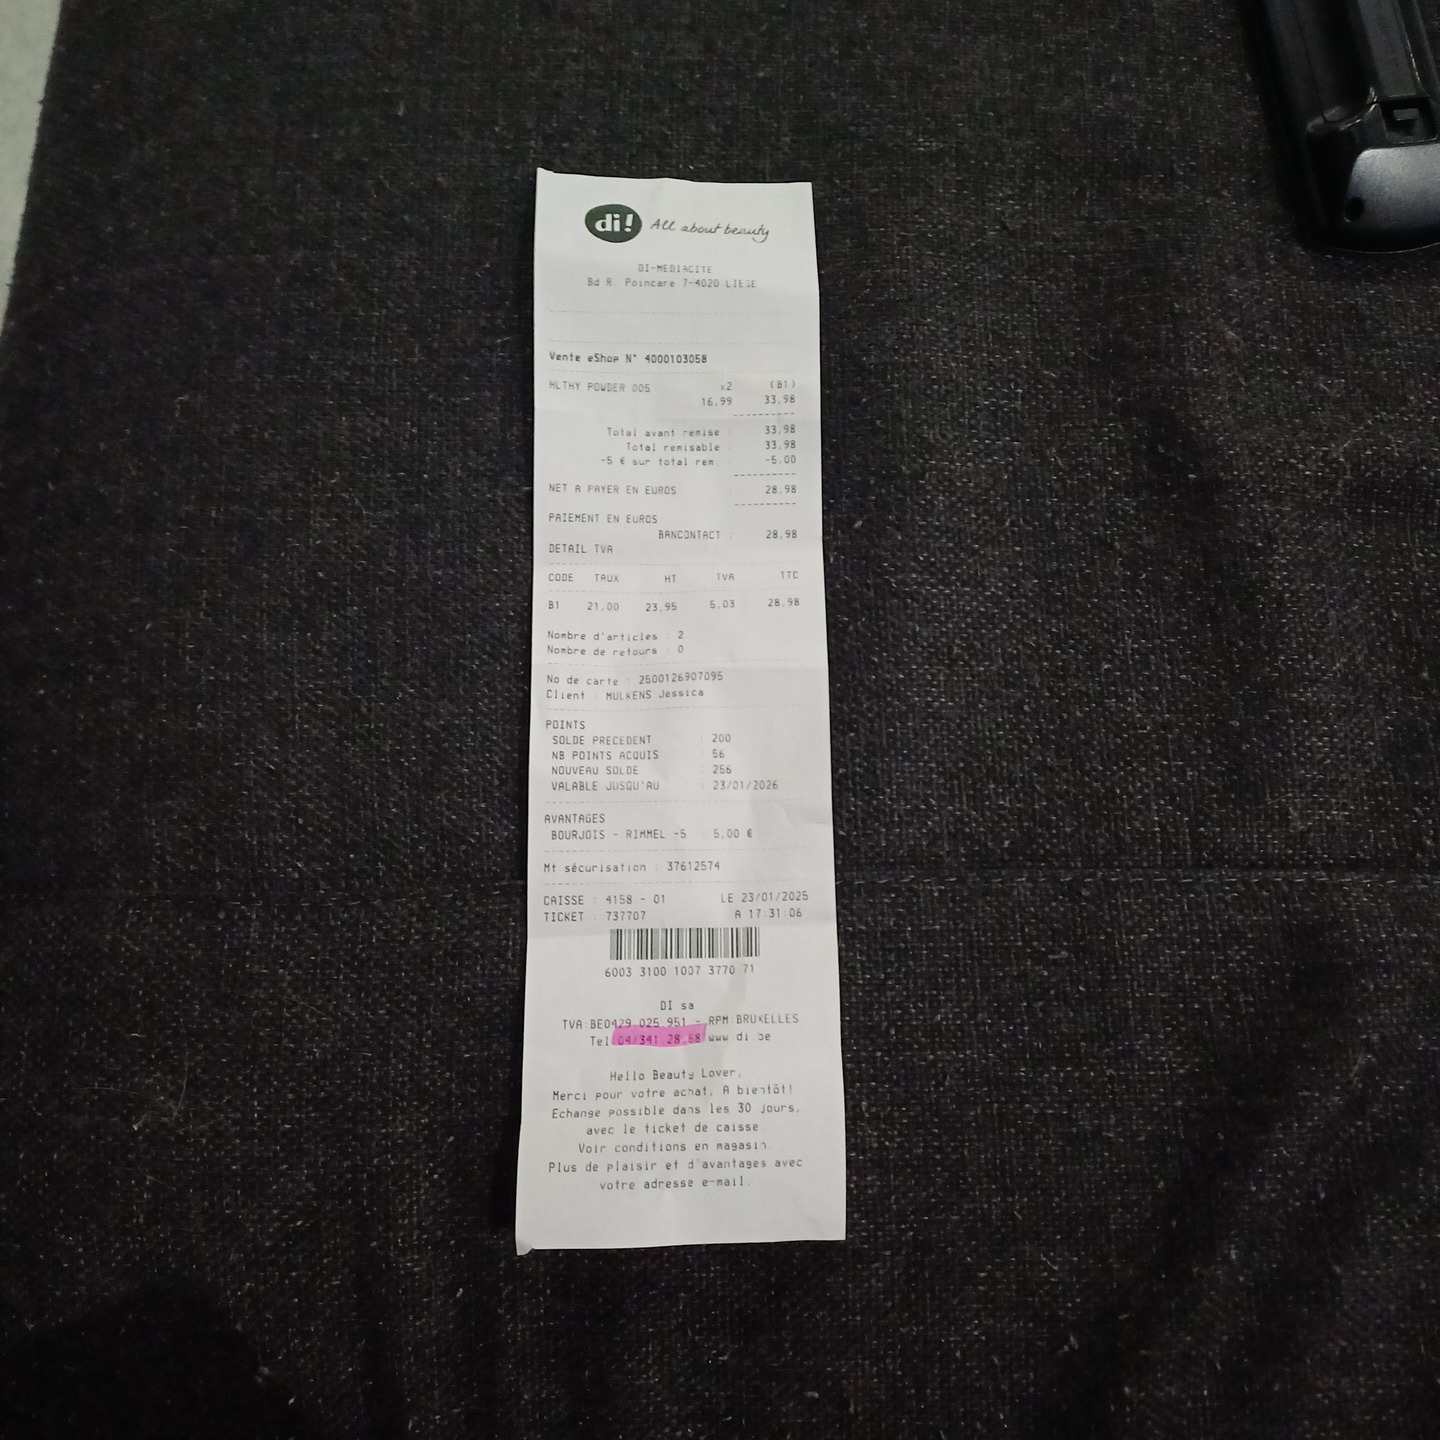 di! All about beauty
DI-MEDIACITE
Bd R. Poincare 7-4020 LIEGE
Vente eShop N° 4000103058
HLTHY POWDER 005 x2 (B1)
16,99 33,98
Total avant remise : 33,98
Total remisable : 33,98
-5 € sur total rem. : -5,00
NET A PAYER EN EUROS : 28,98
PAIEMENT EN EUROS
BANCONTACT : 28,98
DETAIL TVA
CODE TAUX HT TVA TTC
B1 21,00 23,95 5,03 28,98
Nombre d'articles : 2
Nombre de retours : 0
No de carte : 2500126907095
Client : MULKENS Jessica
POINTS
SOLDE PRECEDENT : 200
NB POINTS ACQUIS : 56
NOUVEAU SOLDE : 256
VALABLE JUSQU'AU : 23/01/2026
AVANTAGES
BOURJOIS - RIMMEL -5 : 5,00 €
Mt sécurisation : 37612574
CAISSE : 4158 - 01 LE 23/01/2025
TICKET : 737707 A 17:31:06
6003 3100 1007 3770 71
DI sa
TVA BE0429.025.951 - RPM BRUXELLES
Tel 04/341.28.68 www.di.be
Hello Beauty Lover,
Merci pour votre achat, A bientôt!
Echange possible dans les 30 jours,
avec le ticket de caisse.
Voir conditions en magasin.
Plus de plaisir et d'avantages avec
votre adresse e-mail.